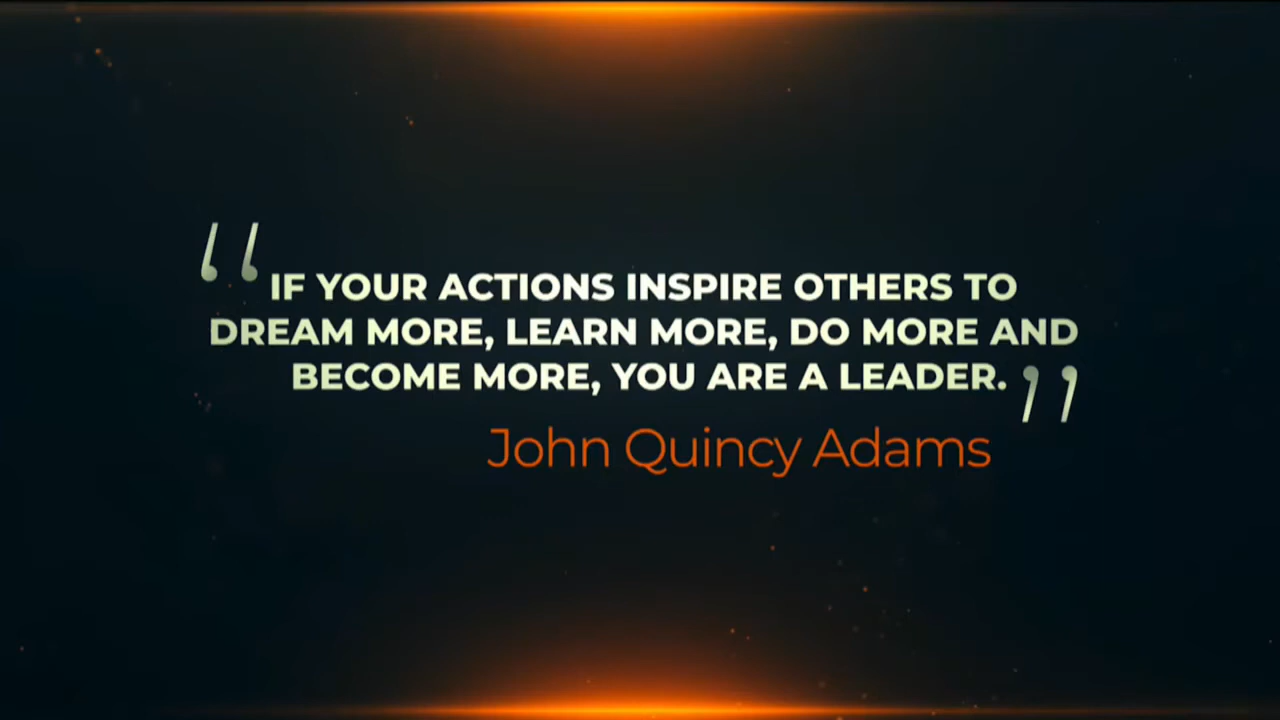 “IF YOUR ACTIONS INSPIRE OTHERS TO
DREAM MORE, LEARN MORE, DO MORE AND
BECOME MORE, YOU ARE A LEADER.”
John Quincy Adams